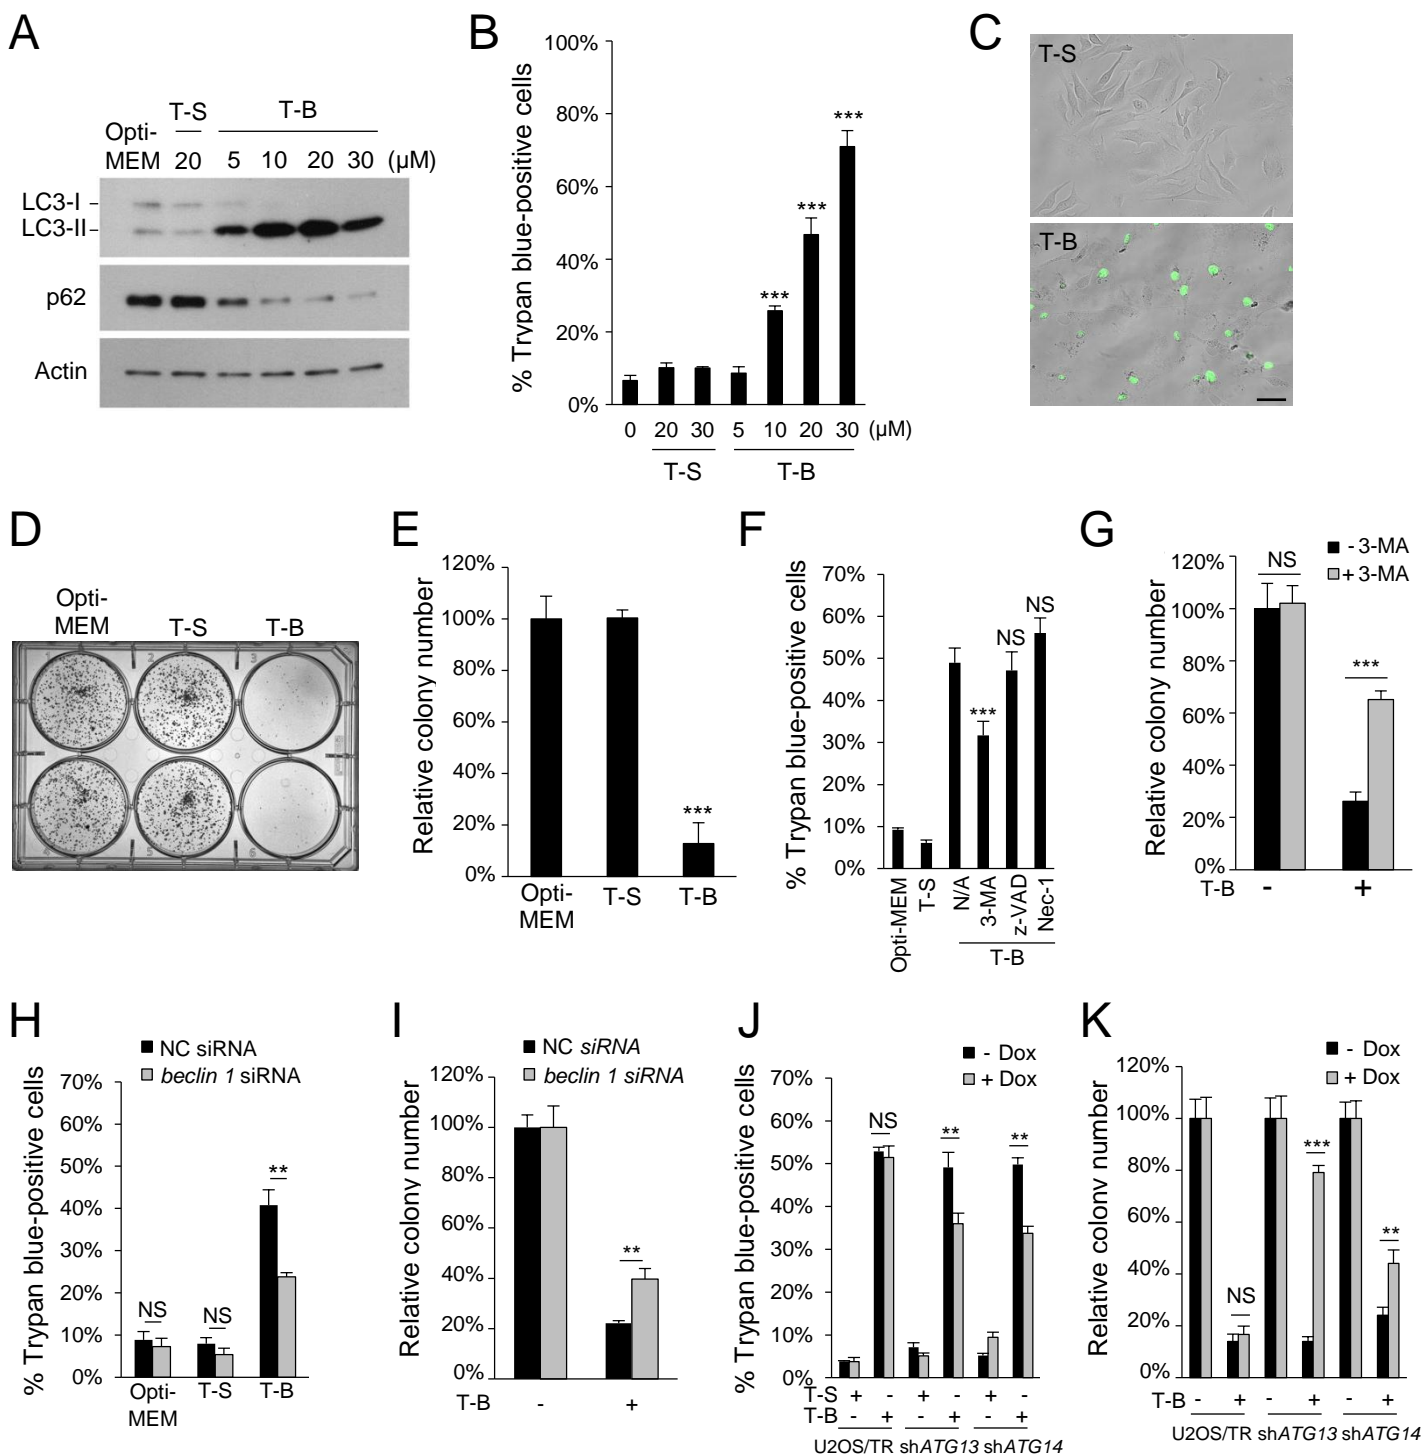 A
T-S
T-B
Opti-
MEM
20
5
10
20
30
(μM)
LC3-I
LC3-II
p62
Actin
B
% Trypan blue-positive cells
100%
80%
60%
40%
20%
0%
***
***
***
0
20
30
5
10
20
30
(μM)
T-S
T-B
C
T-S
T-B
D
Opti-
MEM
T-S
T-B
E
Relative colony number
120%
100%
80%
60%
40%
20%
0%
***
Opti-
MEM
T-S
T-B
F
% Trypan blue-positive cells
70%
60%
50%
40%
30%
20%
10%
0%
***
NS
NS
Opti-MEM
T-S
N/A
3-MA
z-VAD
Nec-1
T-B
G
- 3-MA
+ 3-MA
Relative colony number
120%
100%
80%
60%
40%
20%
0%
NS
***
T-B - +
H
NC siRNA
beclin 1 siRNA
% Trypan blue-positive cells
70%
60%
50%
40%
30%
20%
10%
0%
NS
NS
**
Opti-
MEM
T-S
T-B
I
NC siRNA
beclin 1 siRNA
Relative colony number
120%
100%
80%
60%
40%
20%
0%
**
T-B - +
J
- Dox
+ Dox
% Trypan blue-positive cells
70%
60%
50%
40%
30%
20%
10%
0%
NS
**
**
T-S + - + - + -
T-B - + - + - +
U2OS/TR shATG13 shATG14
K
- Dox
+ Dox
Relative colony number
120%
100%
80%
60%
40%
20%
0%
NS
***
**
T-B - + - + - +
U2OS/TR shATG13 shATG14